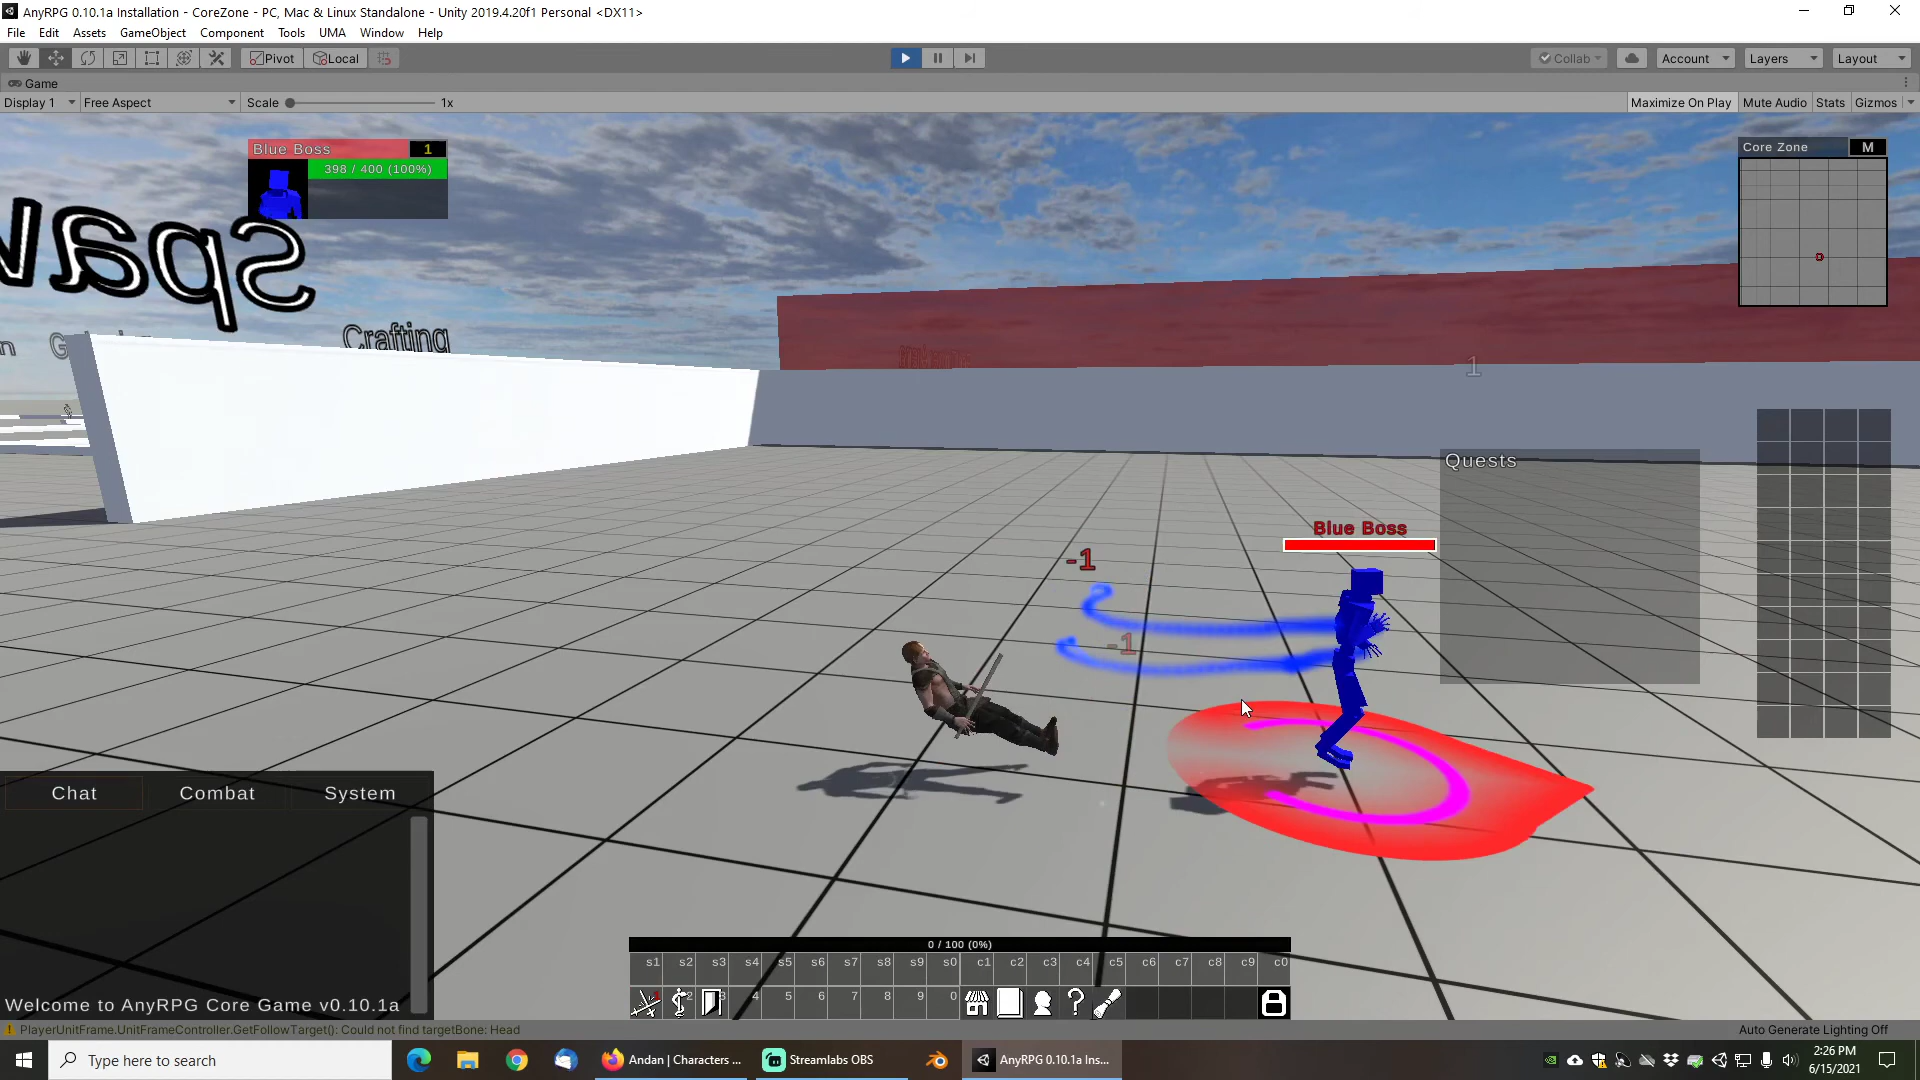 AnyRPG 0.10.1a Installation - CoreZone - PC, Mac & Linux Standalone - Unity 2019.4.20f1 Personal <DX11>
File Edit Assets GameObject Component Tools UMA Window Help
Pivot Local Collab Account Layers Layout
Game
Display 1 Free Aspect Scale 1x Maximize On Play Mute Audio Stats Gizmos
Blue Boss 1
398 / 400 (100%)
Core Zone M
Spaw
Crafting
1
Quests
Blue Boss
-1
-1
Chat Combat System
Welcome to AnyRPG Core Game v0.10.1a
0 / 100 (0%)
s1 s2 s3 s4 s5 s6 s7 s8 s9 s0 c1 c2 c3 c4 c5 c6 c7 c8 c9 c0
2 3 4 5 6 7 8 9 0
PlayerUnitFrame.UnitFrameController.GetFollowTarget(): Could not find targetBone: Head
Auto Generate Lighting Off
Type here to search
Andan | Characters ...
Streamlabs OBS
AnyRPG 0.10.1a Ins...
2:26 PM
6/15/2021